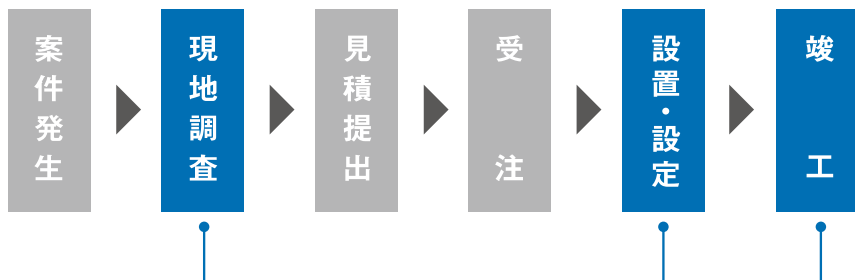 案件発生
現地調査
見積提出
受注
設置・設定
竣工